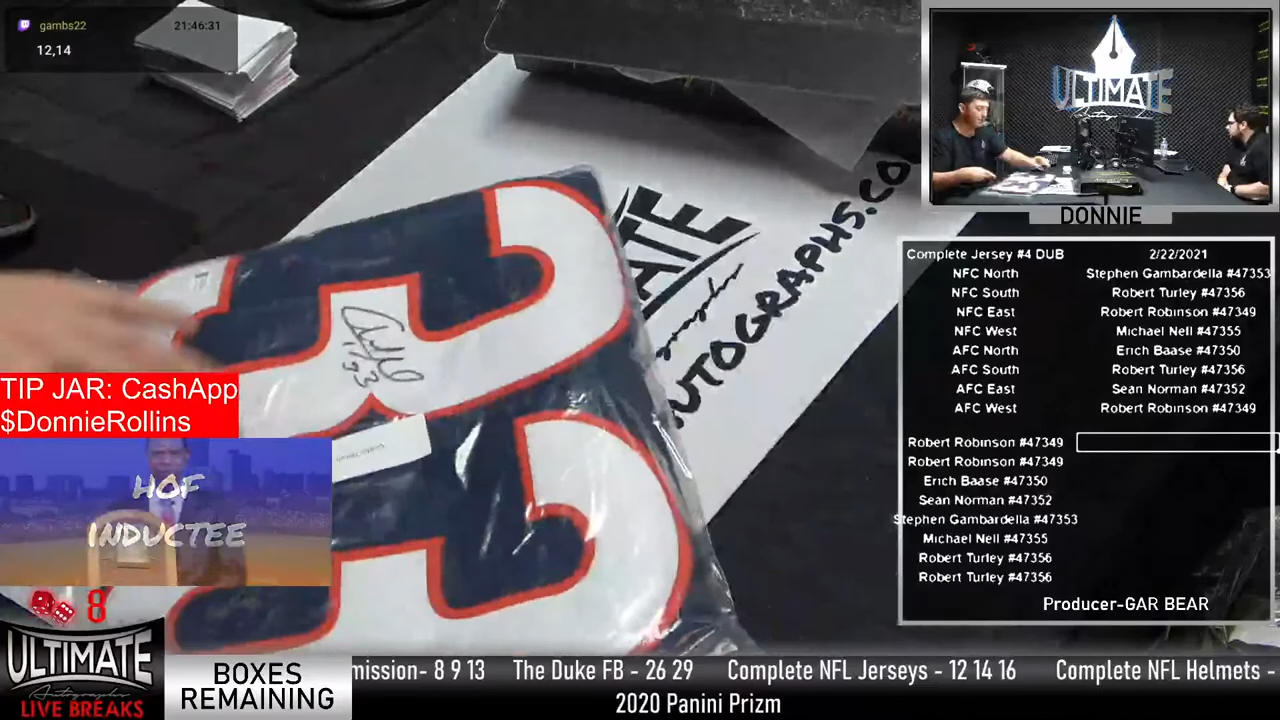 gambs22
21:46:31
12,14
ULTIMATE
Autographs
DONNIE
AUTOGRAPHS.CO
Complete Jersey #4 DUB 2/22/2021
NFC North Stephen Gambardella #47353
NFC South Robert Turley #47356
NFC East Robert Robinson #47349
NFC West Michael Nell #47355
AFC North Erich Baase #47350
AFC South Robert Turley #47356
AFC East Sean Norman #47352
AFC West Robert Robinson #47349
Robert Robinson #47349
Robert Robinson #47349
Erich Baase #47350
Sean Norman #47352
Stephen Gambardella #47353
Michael Nell #47355
Robert Turley #47356
Robert Turley #47356
Producer-GAR BEAR
33
TIP JAR: CashApp
$DonnieRollins
HOF
INDUCTEE
8
ULTIMATE
Autographs
LIVE BREAKS
BOXES
REMAINING
mission- 8 9 13 The Duke FB - 26 29 Complete NFL Jerseys - 12 14 16 Complete NFL Helmets -
2020 Panini Prizm